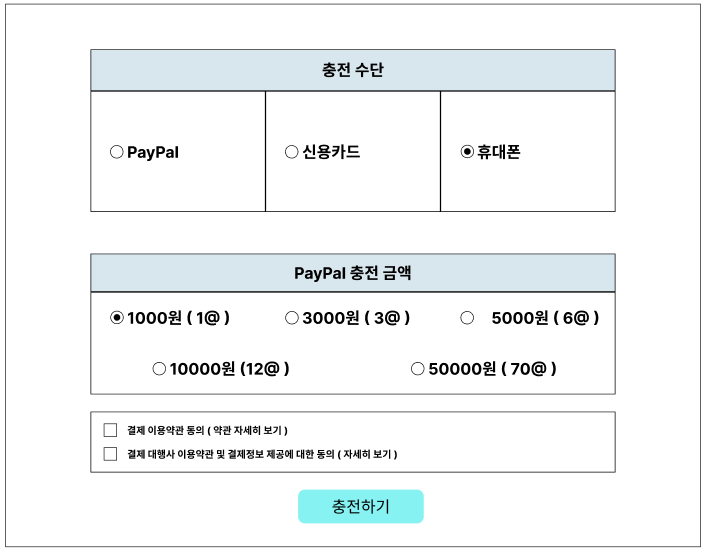 충전 수단
PayPal 신용카드 휴대폰
PayPal 충전 금액
1000원 ( 1@ ) 3000원 ( 3@ ) 5000원 ( 6@ )
10000원 (12@ ) 50000원 ( 70@ )
결제 이용약관 동의 ( 약관 자세히 보기 )
결제 대행사 이용약관 및 결제정보 제공에 대한 동의 ( 자세히 보기 )
충전하기